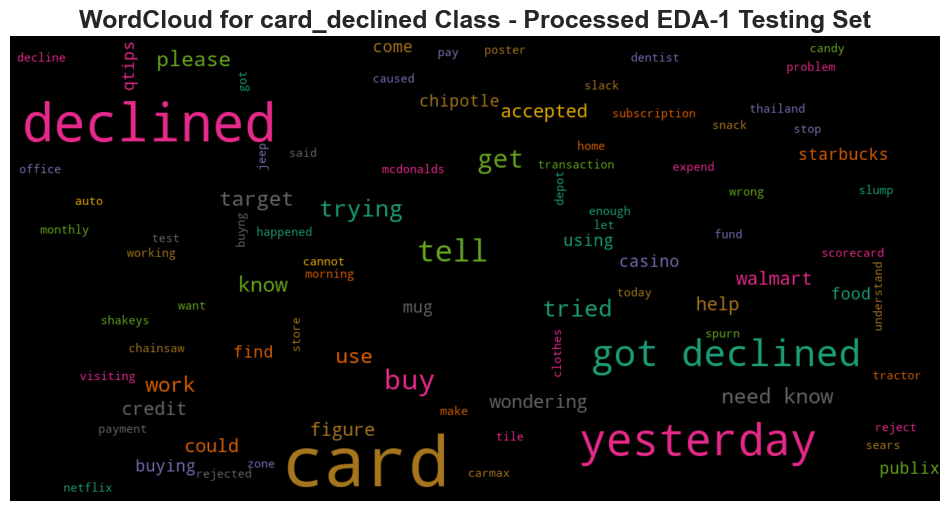 WordCloud for card_declined Class - Processed EDA-1 Testing Set
decline
qtips
please
got
come
pay
poster
dentist
candy
problem
caused
slack
chipotle
accepted
subscription
thailand
snack
stop
declined
jeep
said
office
mcdonalds
get
transaction
home
expend
starbucks
auto
target
trying
depot
enough
let
wrong
slump
monthly
test
working
buyng
happened
tell
using
fund
scorecard
cannot
morning
casino
walmart
understand
know
want
mug
tried
today
help
food
shakeys
store
chainsaw
find
use
clothes
spurn
got declined
visiting
work
buy
tractor
credit
make
wondering
need know
payment
figure
could
tile
yesterday
reject
sears
buying
rejected
zone
card
carmax
publix
netflix